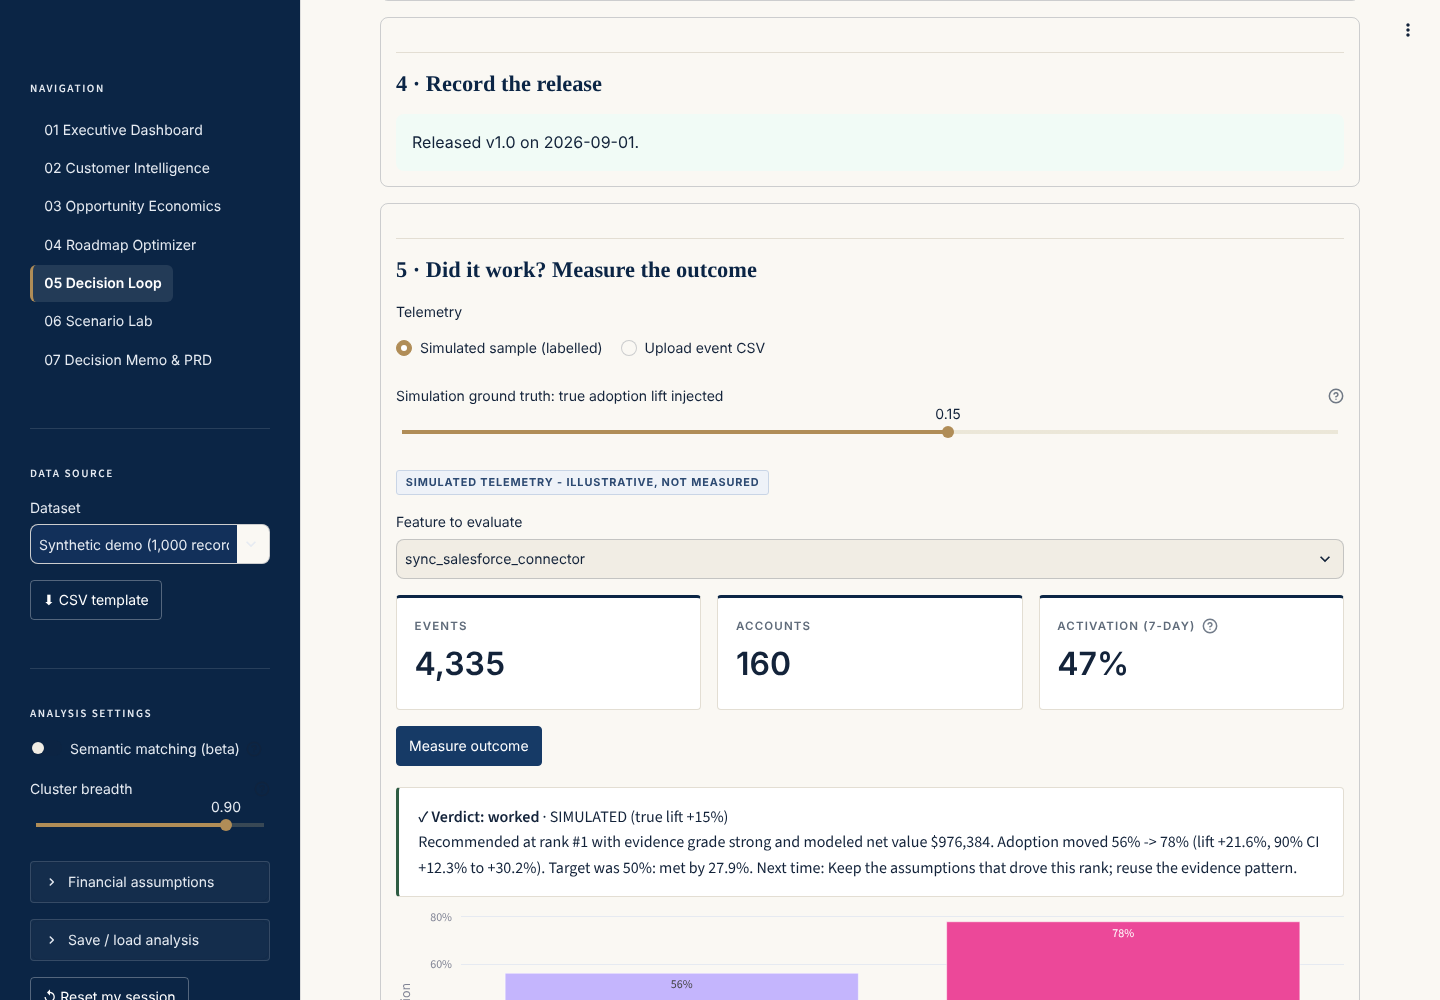 NAVIGATION
01 Executive Dashboard
02 Customer Intelligence
03 Opportunity Economics
04 Roadmap Optimizer
05 Decision Loop
06 Scenario Lab
07 Decision Memo & PRD
DATA SOURCE
Dataset
Synthetic demo (1,000 recor
⬇ CSV template
ANALYSIS SETTINGS
Semantic matching (beta)
Cluster breadth
0.90
Financial assumptions
Save / load analysis
Reset my session
4 · Record the release
Released v1.0 on 2026-09-01.
5 · Did it work? Measure the outcome
Telemetry
Simulated sample (labelled)
Upload event CSV
Simulation ground truth: true adoption lift injected
0.15
SIMULATED TELEMETRY - ILLUSTRATIVE, NOT MEASURED
Feature to evaluate
sync_salesforce_connector
EVENTS
4,335
ACCOUNTS
160
ACTIVATION (7-DAY)
47%
Measure outcome
✓ Verdict: worked · SIMULATED (true lift +15%)
Recommended at rank #1 with evidence grade strong and modeled net value $976,384. Adoption moved 56% -> 78% (lift +21.6%, 90% CI
+12.3% to +30.2%). Target was 50%: met by 27.9%. Next time: Keep the assumptions that drove this rank; reuse the evidence pattern.
80%
78%
60%
56%